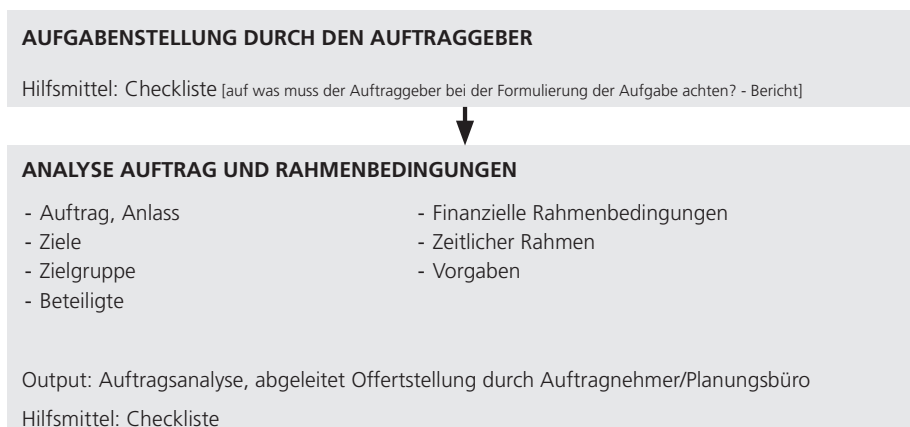 AUFGABENSTELLUNG DURCH DEN AUFTRAGGEBER
Hilfsmittel: Checkliste [auf was muss der Auftraggeber bei der Formulierung der Aufgabe achten? - Bericht]
ANALYSE AUFTRAG UND RAHMENBEDINGUNGEN
- Auftrag, Anlass
- Ziele
- Zielgruppe
- Beteiligte
- Finanzielle Rahmenbedingungen
- Zeitlicher Rahmen
- Vorgaben
Output: Auftragsanalyse, abgeleitet Offertstellung durch Auftragnehmer/Planungsbüro
Hilfsmittel: Checkliste